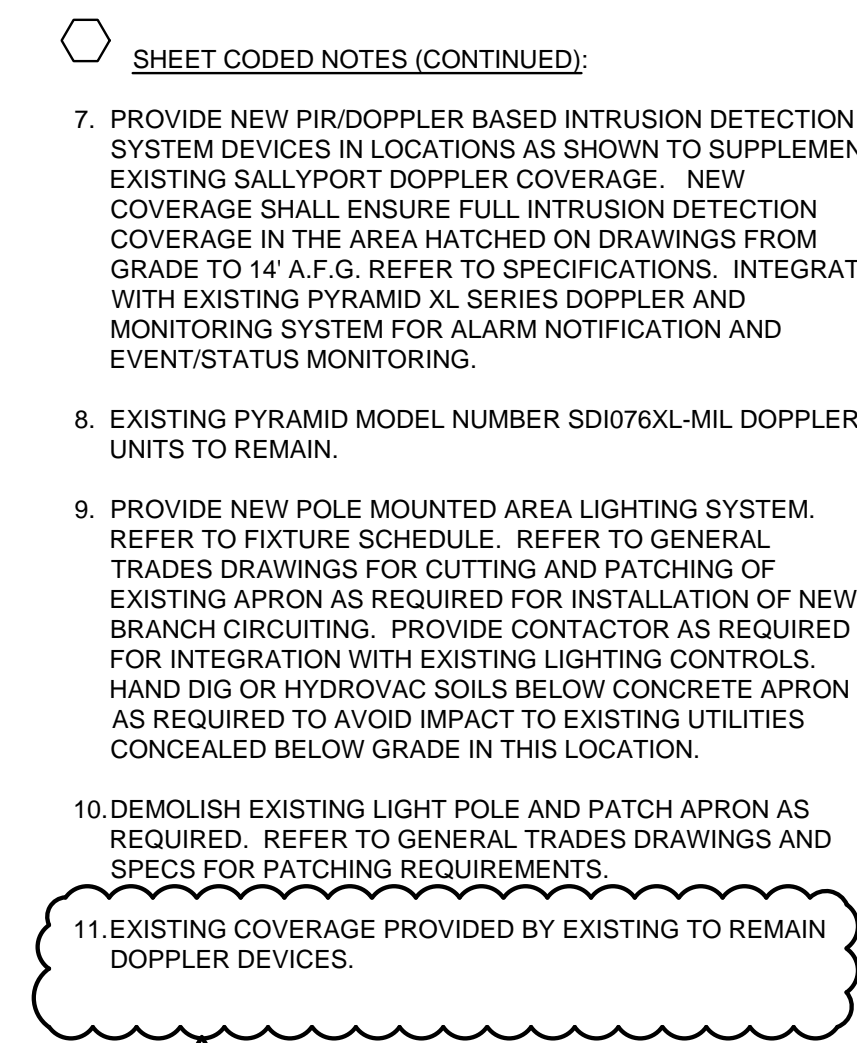 SHEET CODED NOTES (CONTINUED):
7. PROVIDE NEW PIR/DOPPLER BASED INTRUSION DETECTION
SYSTEM DEVICES IN LOCATIONS AS SHOWN TO SUPPLEMEN
EXISTING SALLYPORT DOPPLER COVERAGE. NEW
COVERAGE SHALL ENSURE FULL INTRUSION DETECTION
COVERAGE IN THE AREA HATCHED ON DRAWINGS FROM
GRADE TO 14' A.F.G. REFER TO SPECIFICATIONS. INTEGRAT
WITH EXISTING PYRAMID XL SERIES DOPPLER AND
MONITORING SYSTEM FOR ALARM NOTIFICATION AND
EVENT/STATUS MONITORING.
8. EXISTING PYRAMID MODEL NUMBER SDI076XL-MIL DOPPLER
UNITS TO REMAIN.
9. PROVIDE NEW POLE MOUNTED AREA LIGHTING SYSTEM.
REFER TO FIXTURE SCHEDULE. REFER TO GENERAL
TRADES DRAWINGS FOR CUTTING AND PATCHING OF
EXISTING APRON AS REQUIRED FOR INSTALLATION OF NEW
BRANCH CIRCUITING. PROVIDE CONTACTOR AS REQUIRED
FOR INTEGRATION WITH EXISTING LIGHTING CONTROLS.
HAND DIG OR HYDROVAC SOILS BELOW CONCRETE APRON
AS REQUIRED TO AVOID IMPACT TO EXISTING UTILITIES
CONCEALED BELOW GRADE IN THIS LOCATION.
10. DEMOLISH EXISTING LIGHT POLE AND PATCH APRON AS
REQUIRED. REFER TO GENERAL TRADES DRAWINGS AND
SPECS FOR PATCHING REQUIREMENTS.
11. EXISTING COVERAGE PROVIDED BY EXISTING TO REMAIN
DOPPLER DEVICES.